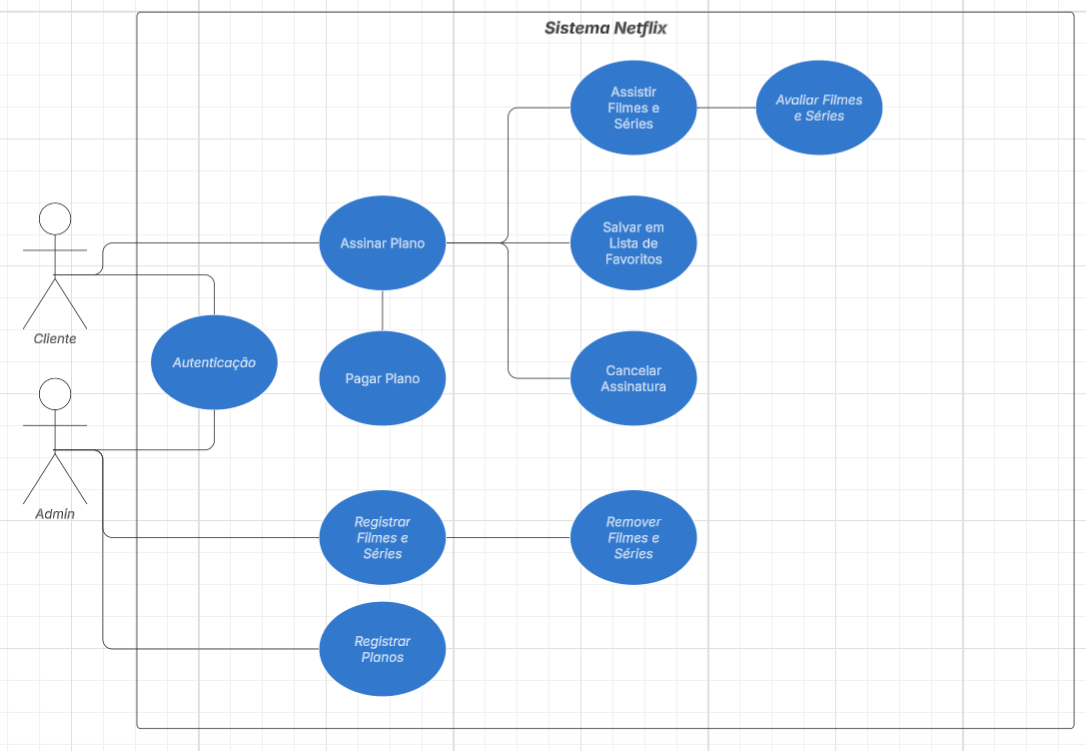 Sistema Netflix
Assistir
Filmes e
Séries
Avaliar Filmes
e Séries
Assinar Plano
Salvar em
Lista de
Favoritos
Cliente
Autenticação
Pagar Plano
Cancelar
Assinatura
Admin
Registrar
Filmes e
Séries
Remover
Filmes e
Séries
Registrar
Planos